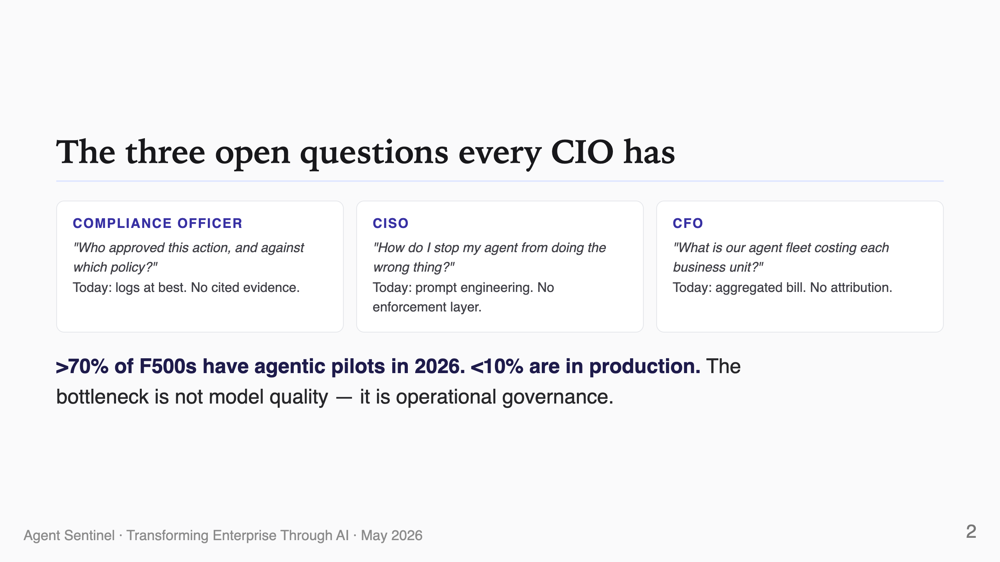 The three open questions every CIO has
COMPLIANCE OFFICER
"Who approved this action, and against
which policy?"
Today: logs at best. No cited evidence.
CISO
"How do I stop my agent from doing the
wrong thing?"
Today: prompt engineering. No
enforcement layer.
CFO
"What is our agent fleet costing each
business unit?"
Today: aggregated bill. No attribution.
>70% of F500s have agentic pilots in 2026. <10% are in production. The
bottleneck is not model quality — it is operational governance.
Agent Sentinel · Transforming Enterprise Through AI · May 2026
2